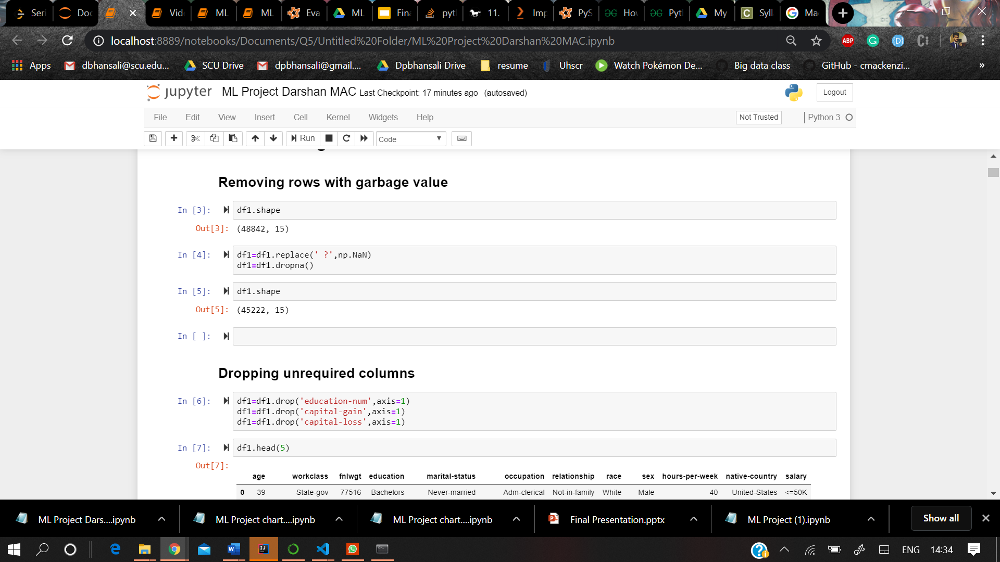 Seri
Doc
Vid
ML
ML
Eva
ML
Fina
pyt
11.
Imp
PyS
Hov
Pyt
My
Syll
Ma
localhost:8889/notebooks/Documents/Q5/Untitled%20Folder/ML%20Project%20Darshan%20MAC.ipynb
ABP
Apps dbhansali@scu.edu... SCU Drive dpbhansali@gmail.... Dpbhansali Drive resume Uhscr Watch Pokémon De... Big data class GitHub - cmackenzi... »
jupyter ML Project Darshan MAC Last Checkpoint: 17 minutes ago (autosaved) Logout
File Edit View Insert Cell Kernel Widgets Help Not Trusted Python 3
Run Code
Removing rows with garbage value
In [3]: df1.shape
Out[3]: (48842, 15)
In [4]: df1=df1.replace(' ?',np.NaN)
df1=df1.dropna()
In [5]: df1.shape
Out[5]: (45222, 15)
In [ ]:
Dropping unrequired columns
In [6]: df1=df1.drop('education-num',axis=1)
df1=df1.drop('capital-gain',axis=1)
df1=df1.drop('capital-loss',axis=1)
In [7]: df1.head(5)
Out[7]:
age workclass fnlwgt education marital-status occupation relationship race sex hours-per-week native-country salary
0 39 State-gov 77516 Bachelors Never-married Adm-clerical Not-in-family White Male 40 United-States <=50K
ML Project Dars....ipynb ML Project chart....ipynb ML Project chart....ipynb Final Presentation.pptx ML Project (1).ipynb Show all
ENG 14:34